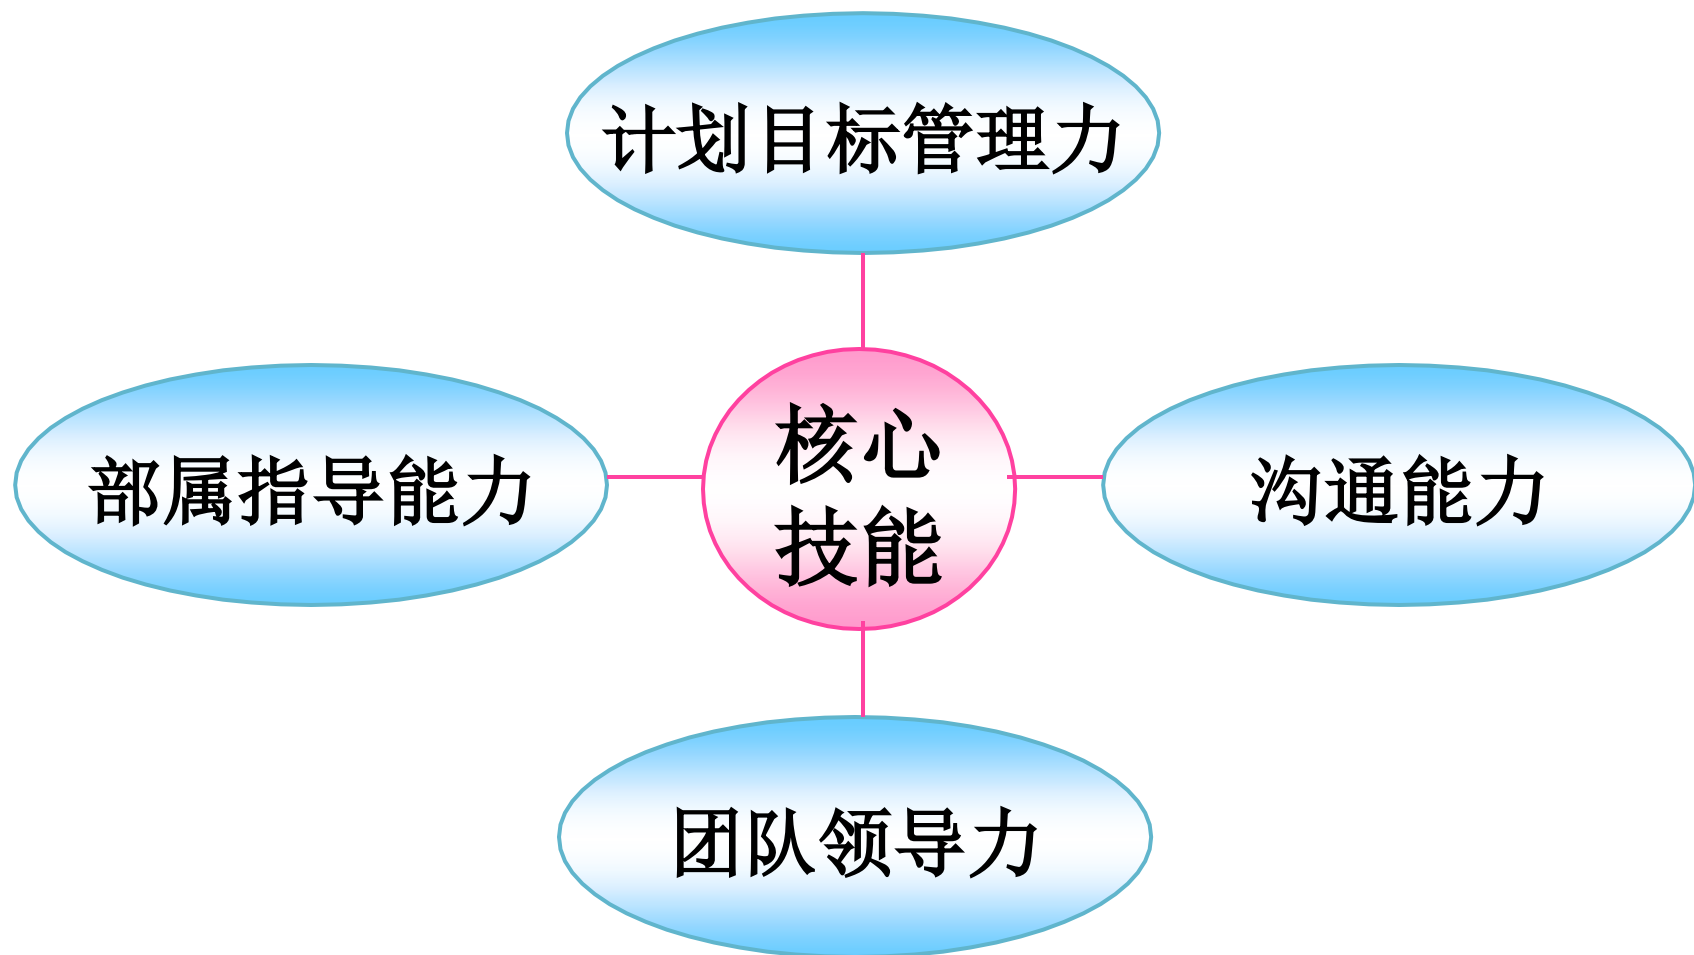 计划目标管理力
部属指导能力
核心
技能
沟通能力
团队领导力